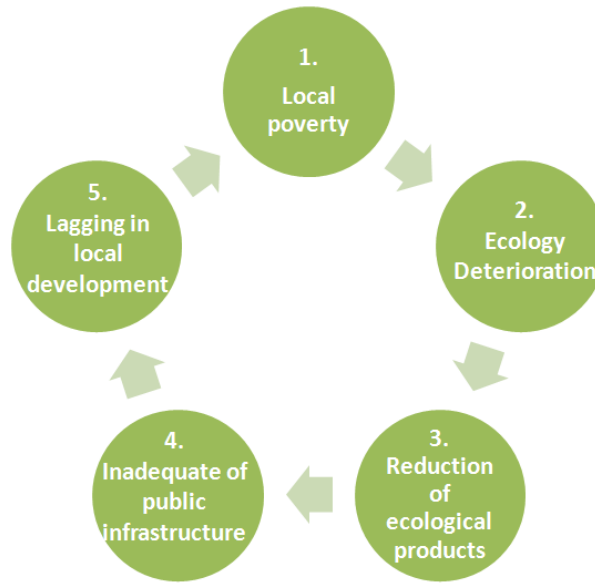 1.
Local
poverty
2.
Ecology
Deterioration
3.
Reduction
of
ecological
products
4.
Inadequate of
public
infrastructure
5.
Lagging in
local
development